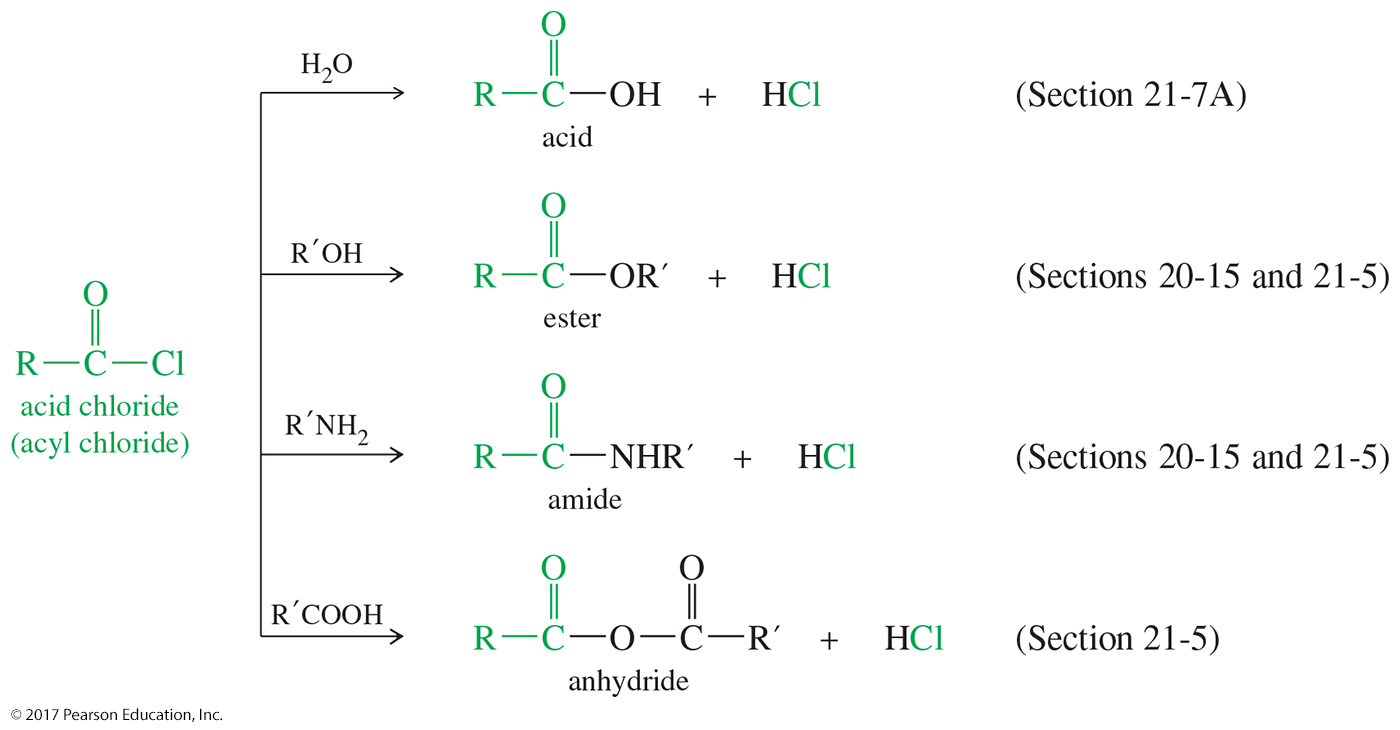 O
H₂O
R—C—OH + HCl (Section 21-7A)
acid
O
R′OH
R—C—OR′ + HCl (Sections 20-15 and 21-5)
ester
O
R—C—Cl
acid chloride
(acyl chloride)
O
R′NH₂
R—C—NHR′ + HCl (Sections 20-15 and 21-5)
amide
O O
R′COOH
R—C—O—C—R′ + HCl (Section 21-5)
anhydride
© 2017 Pearson Education, Inc.